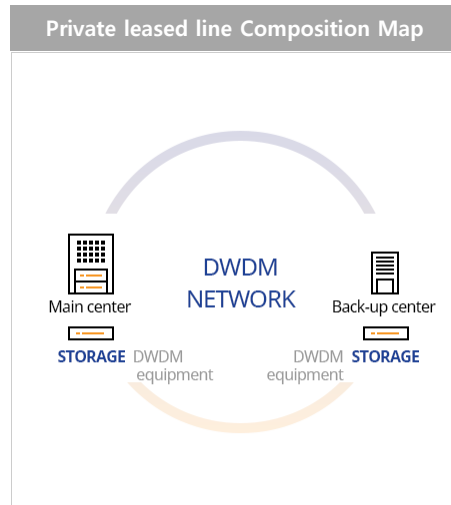 Private leased line Composition Map
DWDM
NETWORK
Main center
Back-up center
STORAGE DWDM
equipment
DWDM STORAGE
equipment